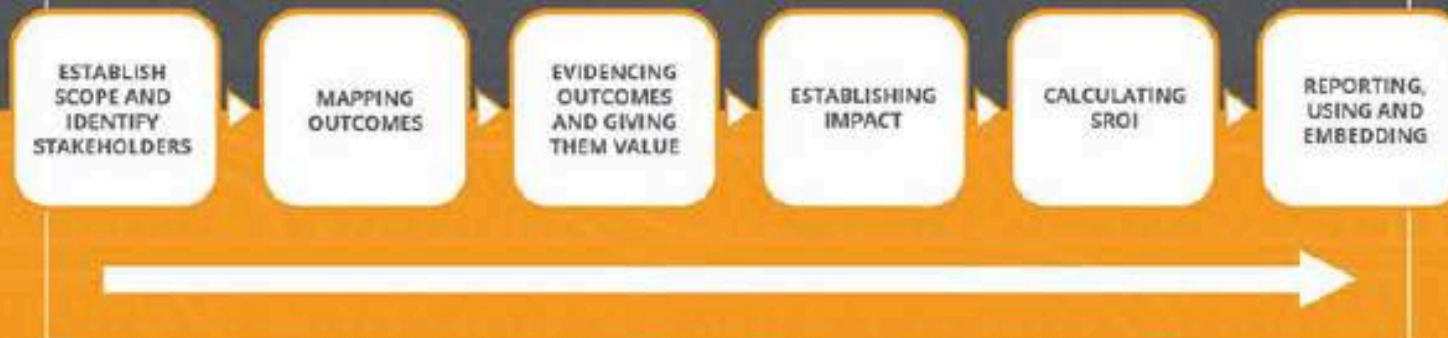 ESTABLISH
SCOPE AND
IDENTIFY
STAKEHOLDERS
MAPPING
OUTCOMES
EVIDENCING
OUTCOMES
AND GIVING
THEM VALUE
ESTABLISHING
IMPACT
CALCULATING
SROI
REPORTING,
USING AND
EMBEDDING